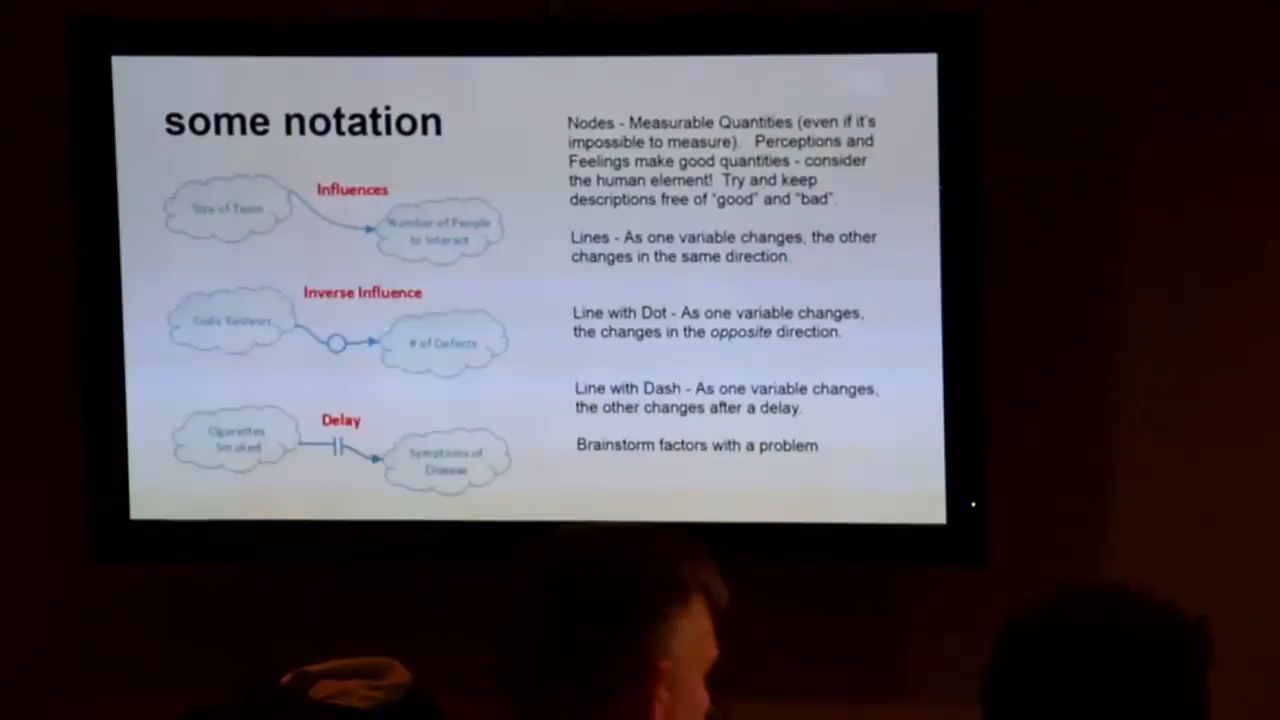 some notation
Influences
Size of Team
Number of People
to Interact
Inverse Influence
Code Reviews
# of Defects
Delay
Cigarettes
Smoked
Symptoms of
Disease
Nodes - Measurable Quantities (even if it's
impossible to measure). Perceptions and
Feelings make good quantities - consider
the human element! Try and keep
descriptions free of "good" and "bad".
Lines - As one variable changes, the other
changes in the same direction.
Line with Dot - As one variable changes,
the changes in the opposite direction.
Line with Dash - As one variable changes,
the other changes after a delay.
Brainstorm factors with a problem